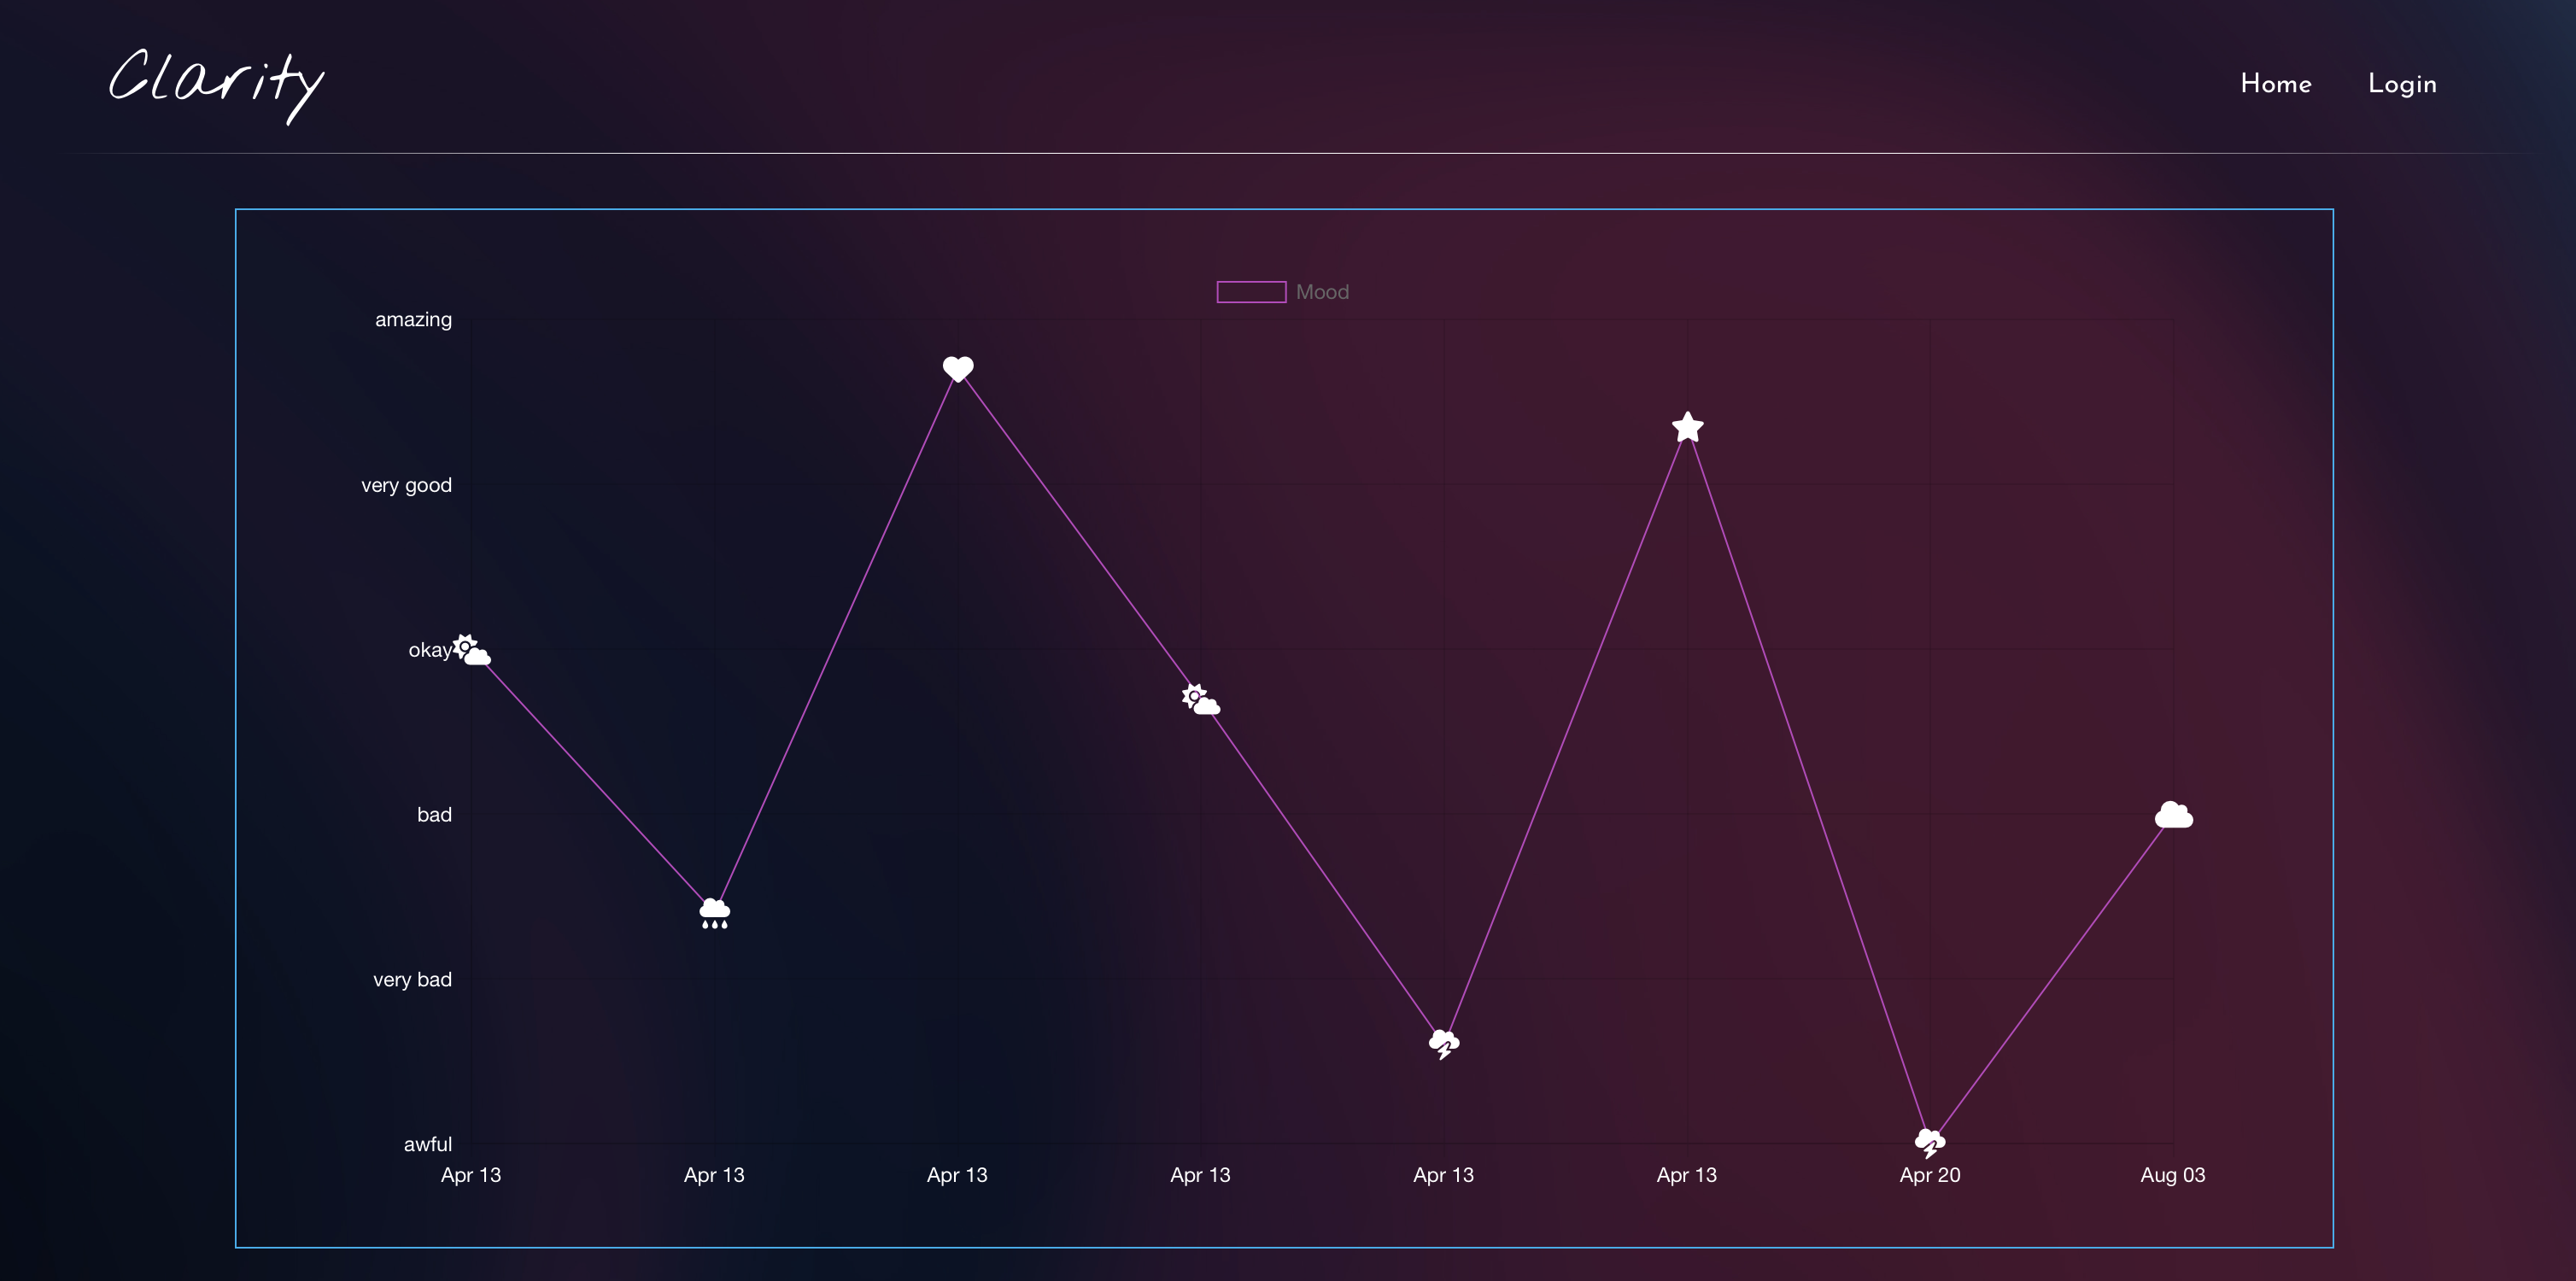 Clarity
Home Login
Mood
amazing
very good
okay
bad
very bad
awful
Apr 13 Apr 13 Apr 13 Apr 13 Apr 13 Apr 13 Apr 20 Aug 03